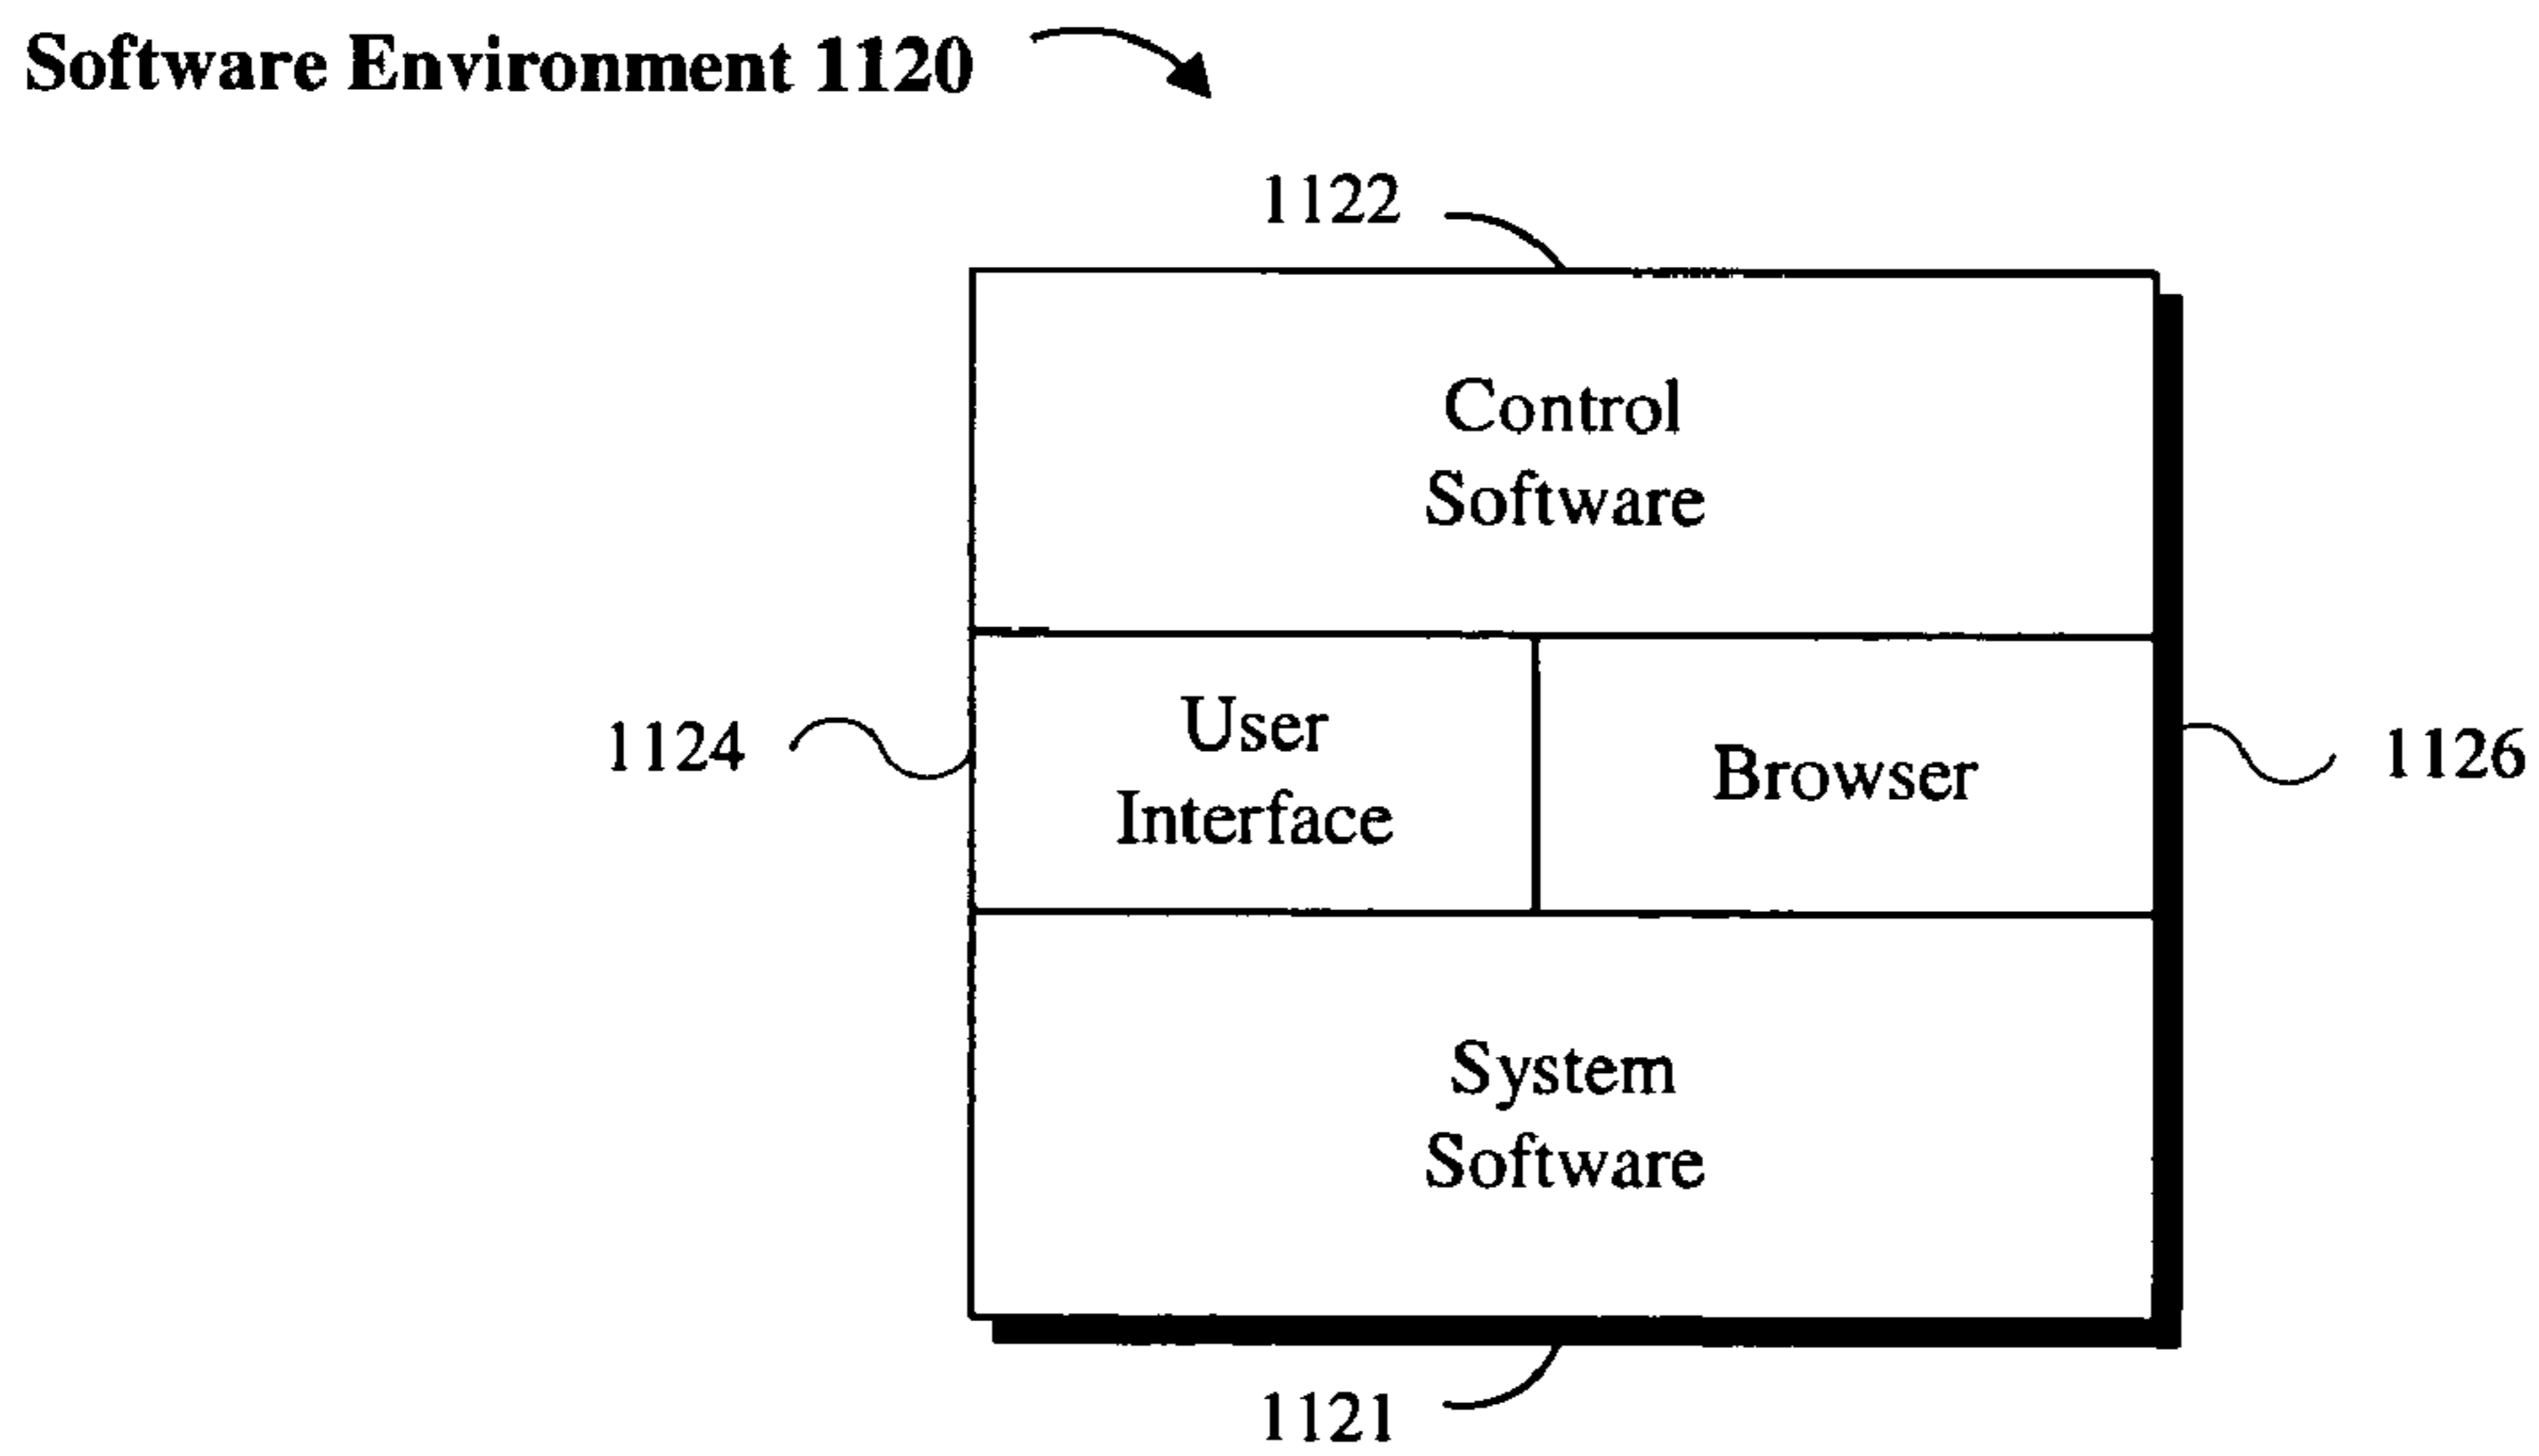 Software Environment 1120
1122
Control
Software
1124
User
Interface
Browser
1126
System
Software
1121